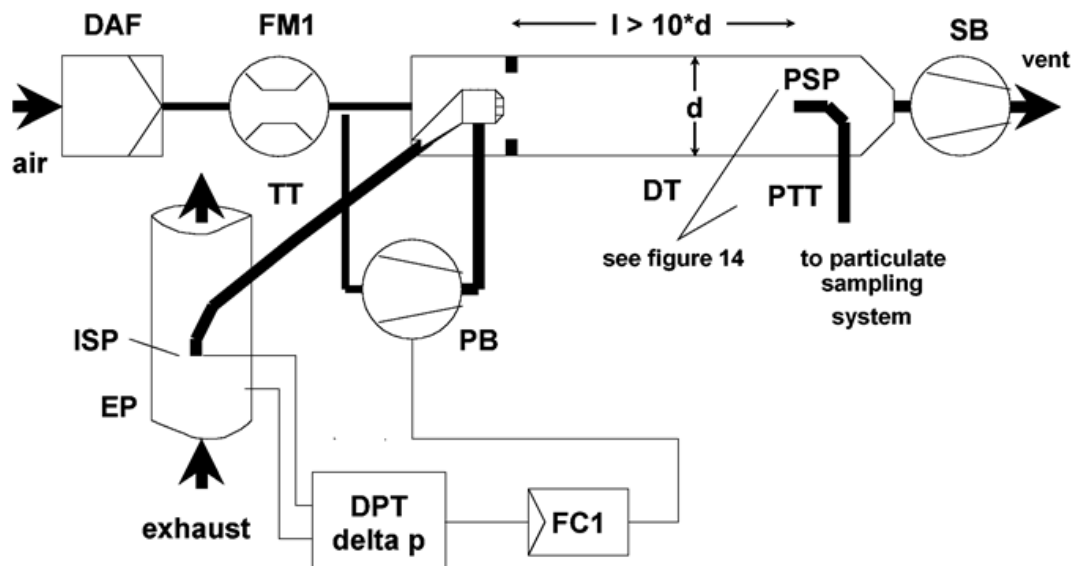 DAF
FM1
l > 10*d
SB
vent
PSP
d
air
TT
DT
PTT
see figure 14
to particulate
sampling
system
ISP
PB
EP
DPT
delta p
FC1
exhaust